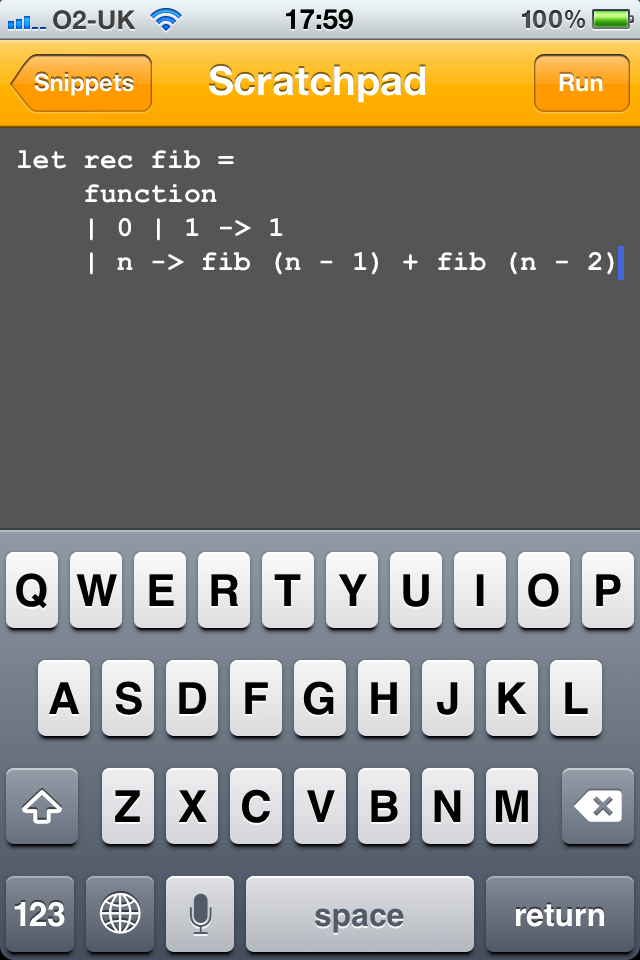 O2-UK 17:59 100%
Snippets Scratchpad Run
let rec fib =
    function
    | 0 | 1 -> 1
    | n -> fib (n - 1) + fib (n - 2)
Q W E R T Y U I O P
A S D F G H J K L
Z X C V B N M
123 space return